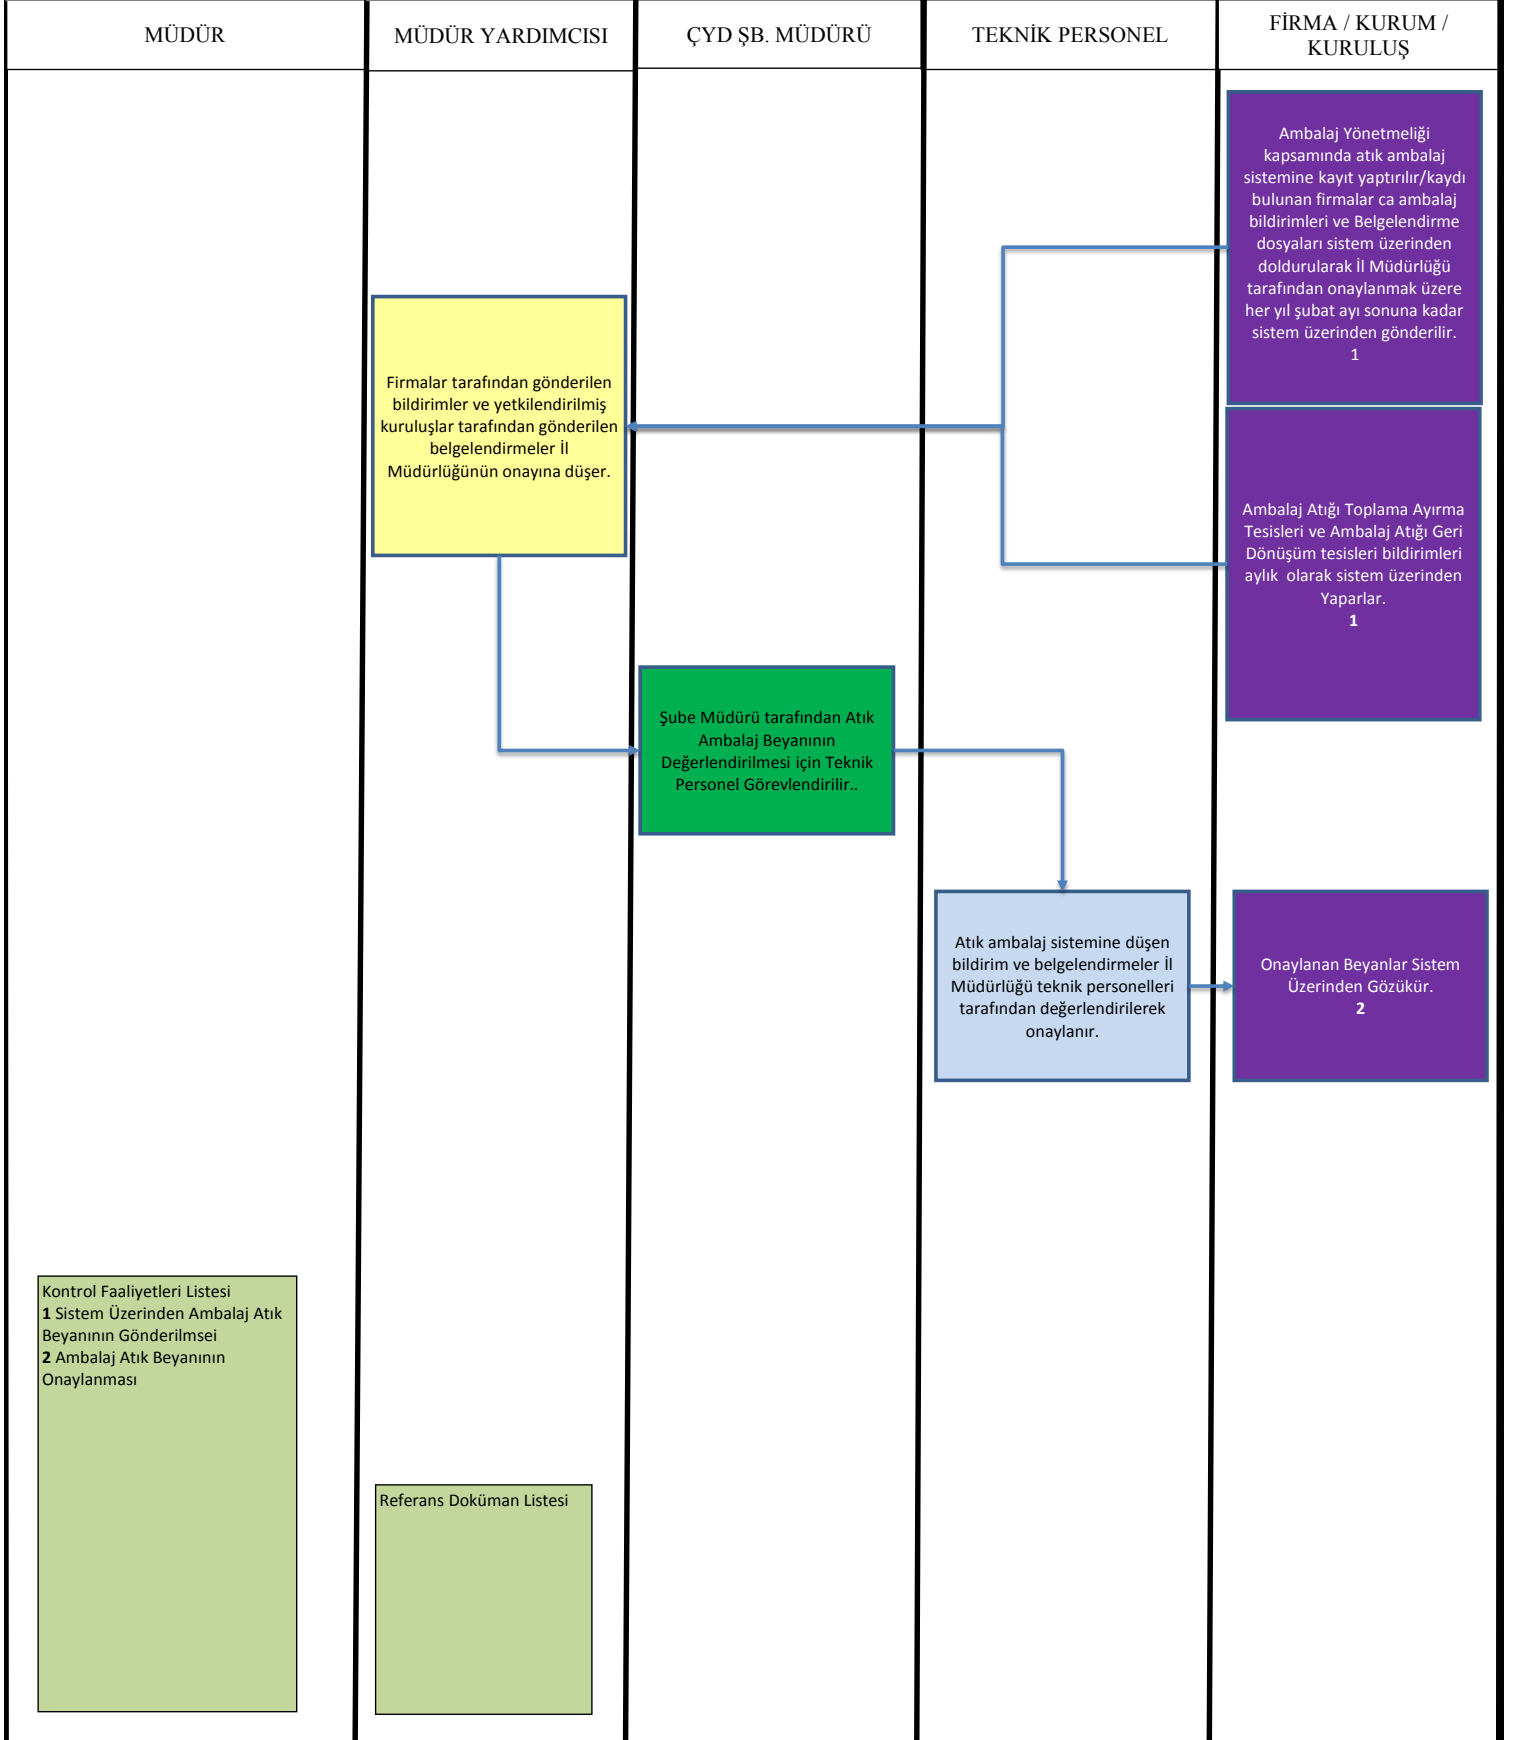 MÜDÜR
MÜDÜR YARDIMCISI
ÇYD ŞB. MÜDÜRÜ
TEKNİK PERSONEL
FİRMA / KURUM /
KURULUŞ
Ambalaj Yönetmeliği
kapsamında atık ambalaj
sistemine kayıt yaptırılır/kaydı
bulunan firmalar ca ambalaj
bildirimleri ve Belgelendirme
dosyaları sistem üzerinden
doldurularak İl Müdürlüğü
tarafından onaylanmak üzere
her yıl şubat ayı sonuna kadar
sistem üzerinden gönderilir.
1
Firmalar tarafından gönderilen
bildirimler ve yetkilendirilmiş
kuruluşlar tarafından gönderilen
belgelendirmeler İl
Müdürlüğünün onayına düşer.
Ambalaj Atığı Toplama Ayırma
Tesisleri ve Ambalaj Atığı Geri
Dönüşüm tesisleri bildirimleri
aylık olarak sistem üzerinden
Yaparlar.
1
Şube Müdürü tarafından Atık
Ambalaj Beyanının
Değerlendirilmesi için Teknik
Personel Görevlendirilir..
Atık ambalaj sistemine düşen
bildirim ve belgelendirmeler İl
Müdürlüğü teknik personelleri
tarafından değerlendirilerek
onaylanır.
Onaylanan Beyanlar Sistem
Üzerinden Gözükür.
2
Kontrol Faaliyetleri Listesi
1 Sistem Üzerinden Ambalaj Atık
Beyanının Gönderilmsei
2 Ambalaj Atık Beyanının
Onaylanması
Referans Doküman Listesi